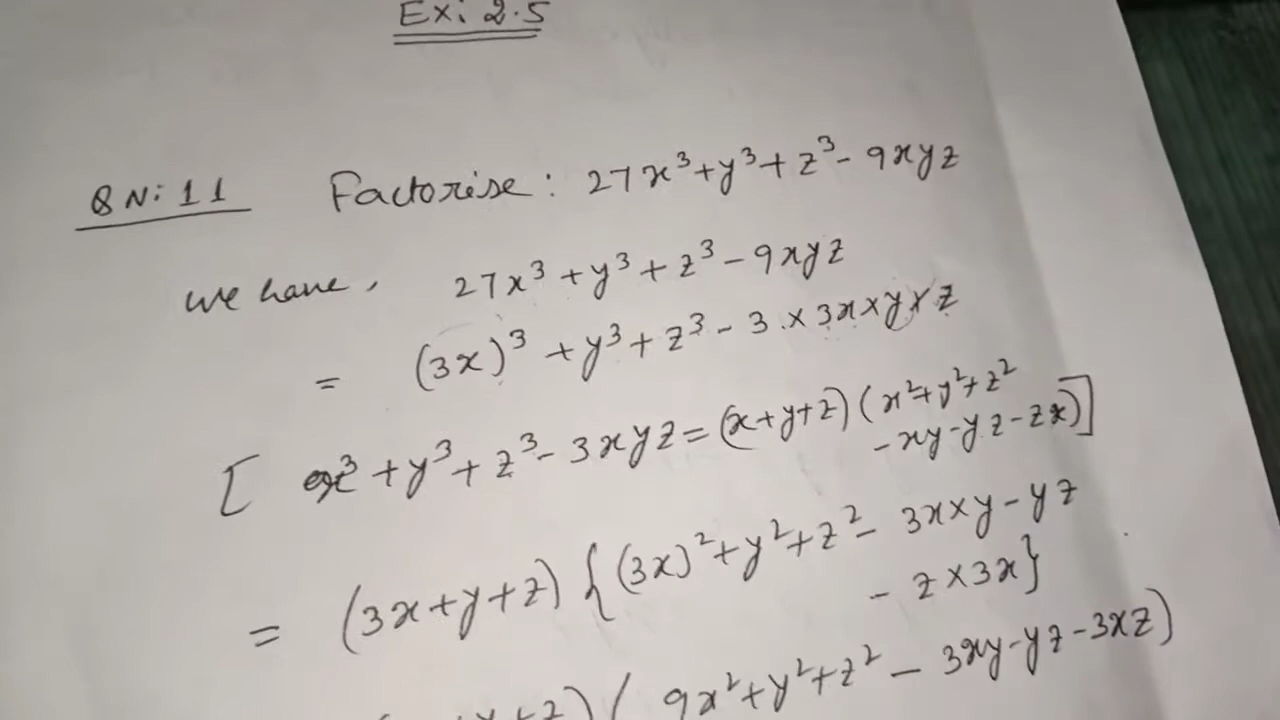 Ex: 2.5
Q N: 11 Factorise: 27x³+y³+z³-9xyz
We have, 27x³+y³+z³-9xyz
= (3x)³+y³+z³-3×3x×y×z
[ x³+y³+z³-3xyz=(x+y+z)(x²+y²+z²
-xy-yz-zx)]
= (3x+y+z){(3x)²+y²+z²-3x×y-yz
-z×3x}
y+z)(9x²+y²+z²-3xy-yz-3xz)